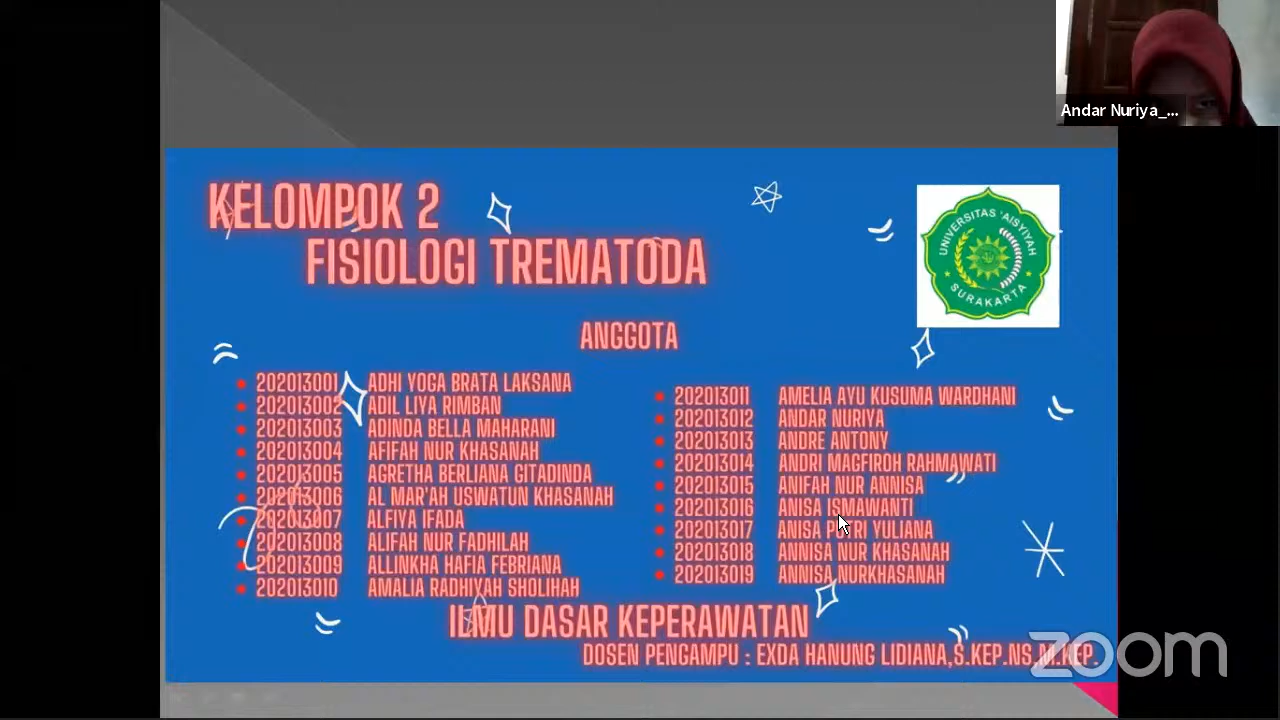 Andar Nuriya_...
KELOMPOK 2
FISIOLOGI TREMATODA
UNIVERSITAS 'AISYIYAH
SURAKARTA
ANGGOTA
202013001 ADHI YOGA BRATA LAKSANA
202013002 ADIL LIYA RIMBAN
202013003 ADINDA BELLA MAHARANI
202013004 AFIFAH NUR KHASANAH
202013005 AGRETHA BERLIANA GITADINDA
202013006 AL MAR'AH USWATUN KHASANAH
202013007 ALFIYA IFADA
202013008 ALIFAH NUR FADHILAH
202013009 ALLINKHA HAFIA FEBRIANA
202013010 AMALIA RADHIYAH SHOLIHAH
202013011 AMELIA AYU KUSUMA WARDHANI
202013012 ANDAR NURIYA
202013013 ANDRE ANTONY
202013014 ANDRI MAGFIROH RAHMAWATI
202013015 ANIFAH NUR ANNISA
202013016 ANISA ISMAWANTI
202013017 ANISA PUTRI YULIANA
202013018 ANNISA NUR KHASANAH
202013019 ANNISA NURKHASANAH
ILMU DASAR KEPERAWATAN
DOSEN PENGAMPU : EXDA HANUNG LIDIANA,S.KEP.NS,M.KEP.
zoom